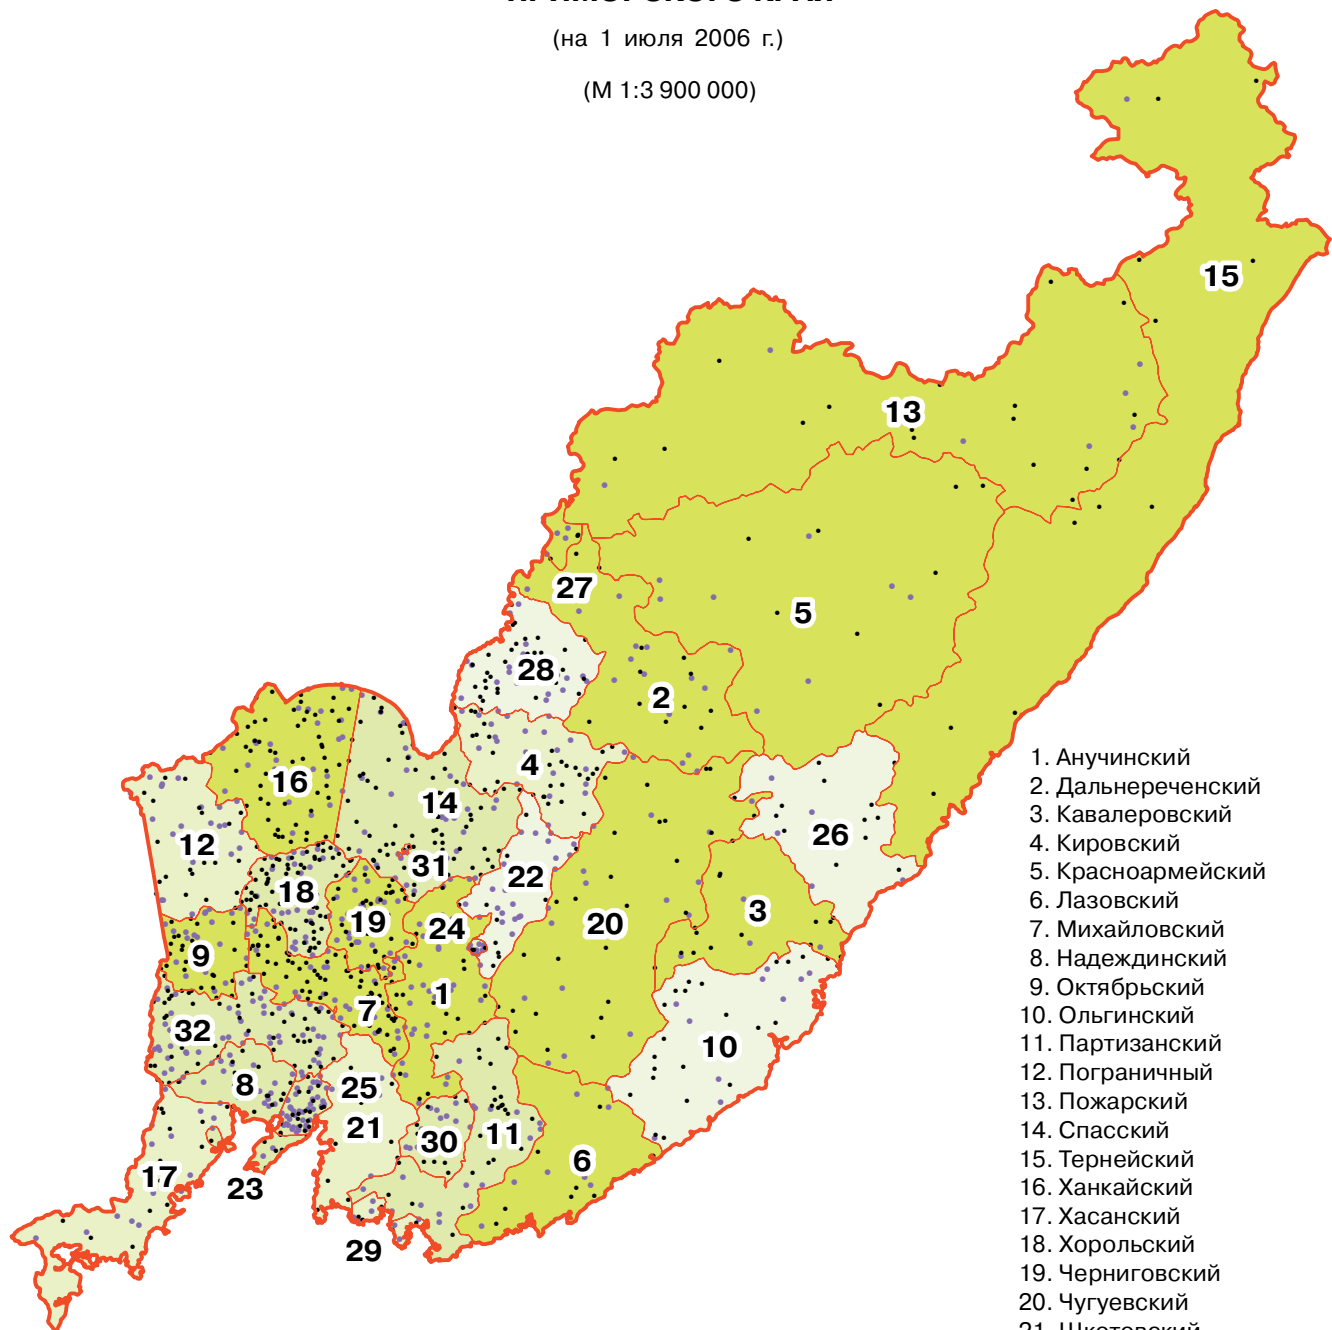 (на 1 июля 2006 г.)
(М 1:3 900 000)
15
13
27
5
28
2
4
16
14
26
12
31
22
18
3
19
24
20
9
1
7
32
10
8
25
21
30
11
6
17
23
29
1. Анучинский
2. Дальнереченский
3. Кавалеровский
4. Кировский
5. Красноармейский
6. Лазовский
7. Михайловский
8. Надеждинский
9. Октябрьский
10. Ольгинский
11. Партизанский
12. Пограничный
13. Пожарский
14. Спасский
15. Тернейский
16. Ханкайский
17. Хасанский
18. Хорольский
19. Черниговский
20. Чугуевский
21. Шкотовский